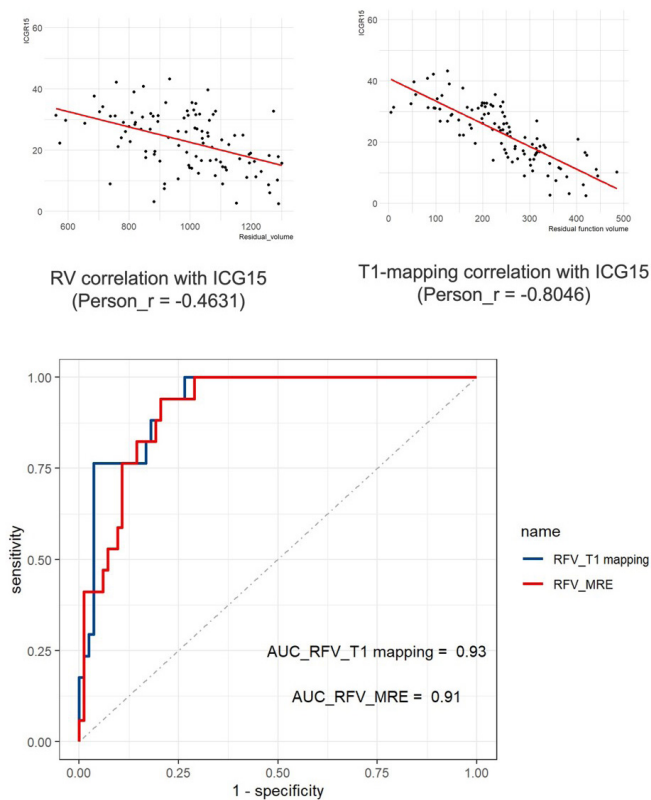 ICGR15
60
40
20
0
600
800
1000
1200
Residual_volume
RV correlation with ICG15
(Person_r = -0.4631)
ICGR15
60
40
20
0
0
100
200
300
400
500
Residual function volume
T1-mapping correlation with ICG15
(Person_r = -0.8046)
1.00
0.75
0.50
0.25
0.00
sensitivity
0.00
0.25
0.50
0.75
1.00
1 - specificity
AUC_RFV_T1 mapping = 0.93
AUC_RFV_MRE = 0.91
name
RFV_T1 mapping
RFV_MRE